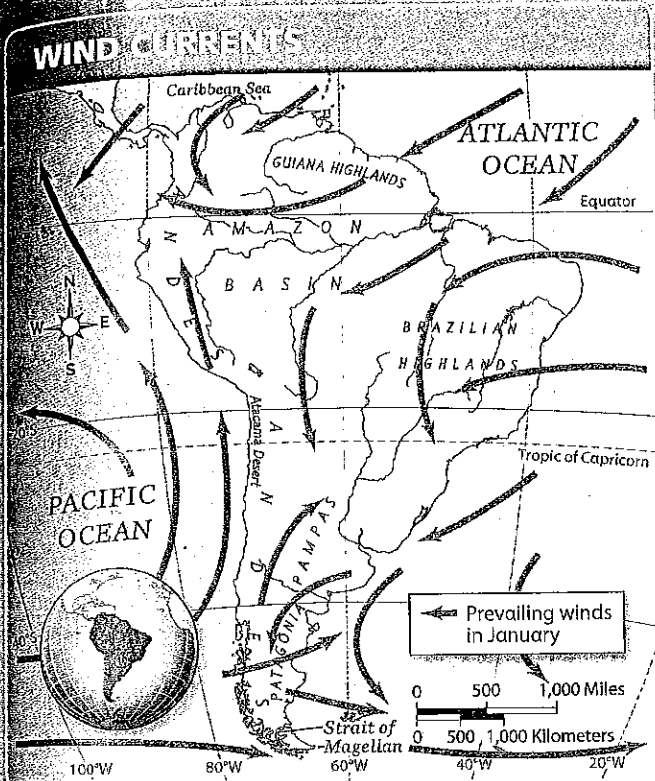 WIND CURRENTS
Caribbean Sea
ATLANTIC
OCEAN
GUIANA HIGHLANDS
Equator
AMAZON
BASIN
ANDES
N
W E
S
BRAZILIAN
HIGHLANDS
Atacama Desert
ANDES
Tropic of Capricorn
PACIFIC
OCEAN
PAMPAS
PATAGONIA
Prevailing winds
in January
0 500 1,000 Miles
0 500 1,000 Kilometers
Strait of
Magellan
100°W 80°W 60°W 40°W 20°W